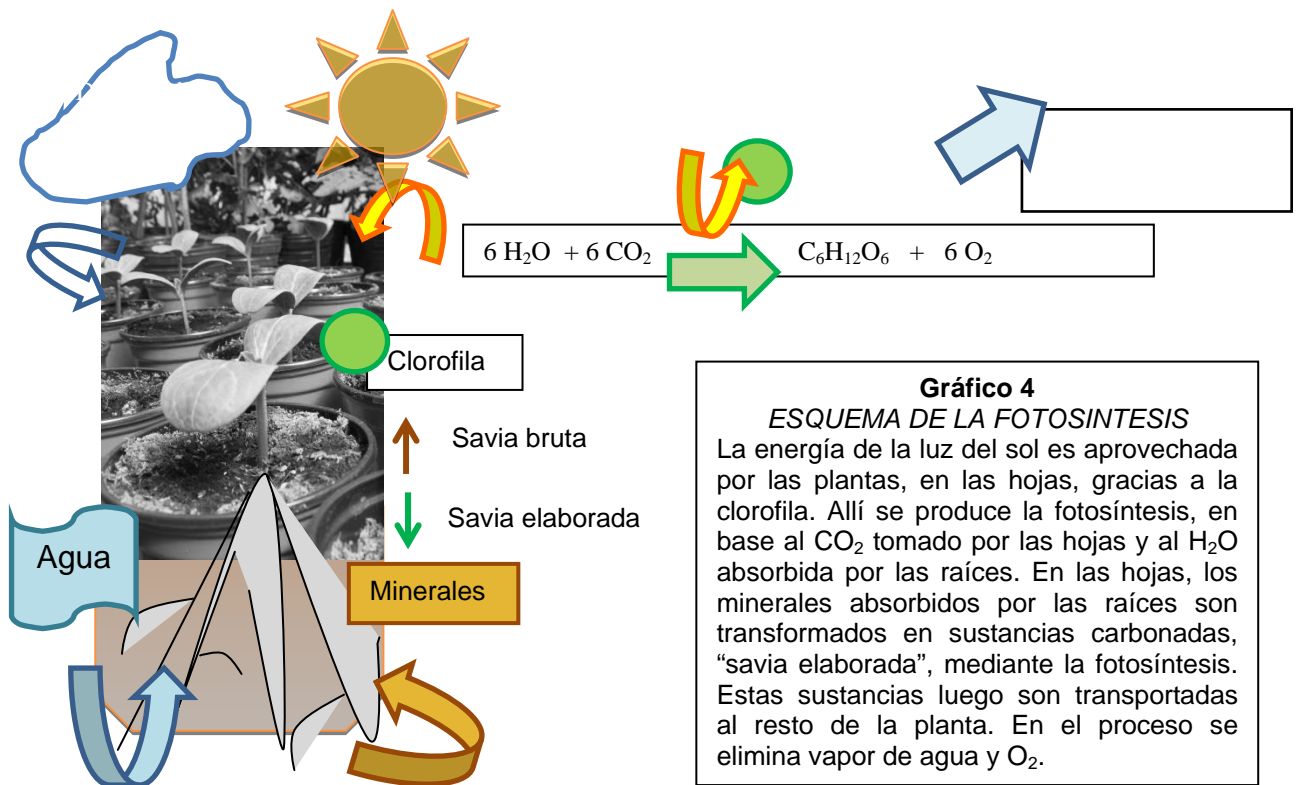 6 H₂O + 6 CO₂ C₆H₁₂O₆ + 6 O₂
Clorofila
Savia bruta
Savia elaborada
Agua
Minerales
Gráfico 4
ESQUEMA DE LA FOTOSINTESIS
La energía de la luz del sol es aprovechada
por las plantas, en las hojas, gracias a la
clorofila. Allí se produce la fotosíntesis, en
base al CO₂ tomado por las hojas y al H₂O
absorbida por las raíces. En las hojas, los
minerales absorbidos por las raíces son
transformados en sustancias carbonadas,
“savia elaborada”, mediante la fotosíntesis.
Estas sustancias luego son transportadas
al resto de la planta. En el proceso se
elimina vapor de agua y O₂.